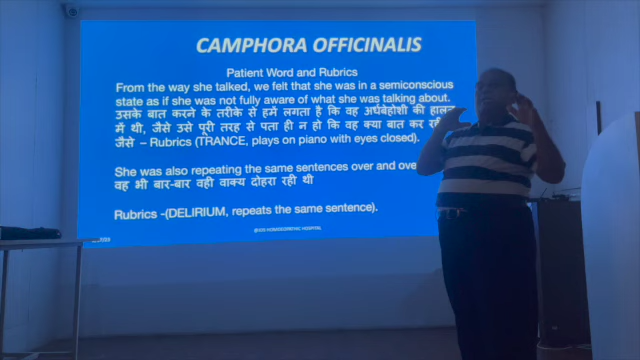 CAMPHORA OFFICINALIS
Patient Word and Rubrics
From the way she talked, we felt that she was in a semiconscious
state as if she was not fully aware of what she was talking about.
उसके बात करने के तरीके से हमें लगता है कि वह अर्धबेहोशी की हालत
में थी, जैसे उसे पूरी तरह से पता ही न हो कि वह क्या बात कर
जैसे – Rubrics (TRANCE, plays on piano with eyes closed).
She was also repeating the same sentences over and
वह भी बार-बार वही वाक्य दोहरा रही थी
Rubrics -(DELIRIUM, repeats the same sentence).